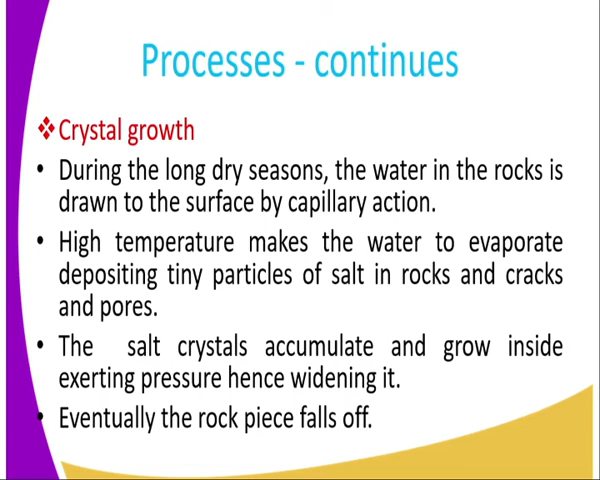 Processes - continues
❖Crystal growth
• During the long dry seasons, the water in the rocks is
drawn to the surface by capillary action.
• High temperature makes the water to evaporate
depositing tiny particles of salt in rocks and cracks
and pores.
• The salt crystals accumulate and grow inside
exerting pressure hence widening it.
• Eventually the rock piece falls off.